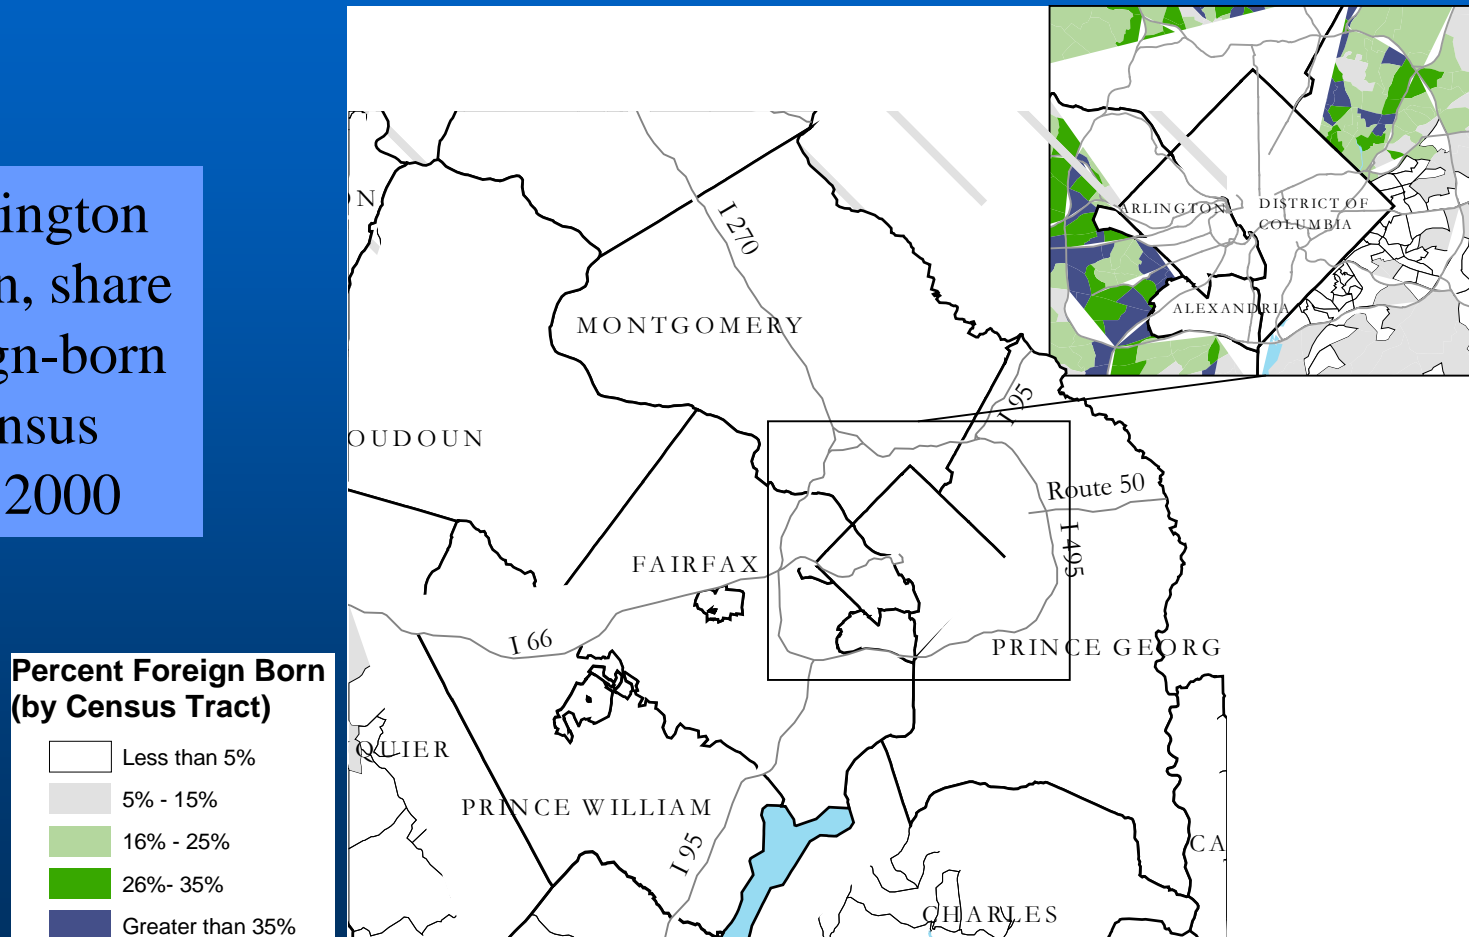 ington
n, share
gn-born
nsus
2000
Percent Foreign Born
(by Census Tract)
Less than 5%
5% - 15%
16% - 25%
26%- 35%
Greater than 35%
ON
I 270
MONTGOMERY
OUDOUN
I 95
Route 50
I 495
FAIRFAX
I 66
PRINCE GEORG
QUIER
PRINCE WILLIAM
I 95
CA
CHARLES
ARLINGTON
DISTRICT OF
COLUMBIA
ALEXANDRIA